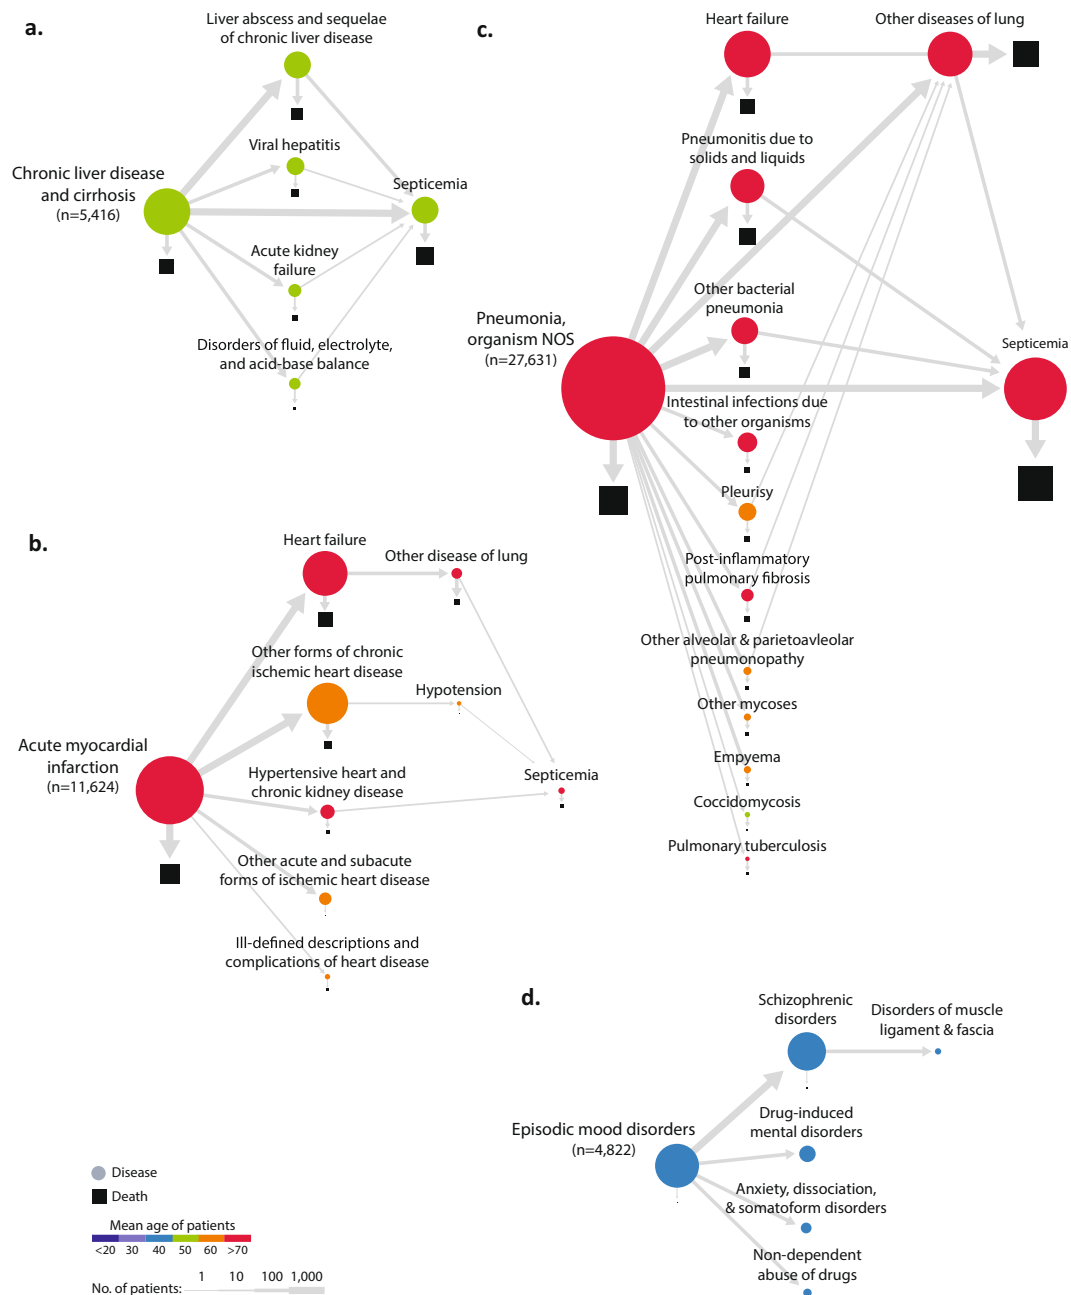 a.
Liver abscess and sequelae
of chronic liver disease
Viral hepatitis
Chronic liver disease
and cirrhosis
(n=5,416)
Septicemia
Acute kidney
failure
Disorders of fluid, electrolyte,
and acid-base balance
b.
Heart failure
Other disease of lung
Other forms of chronic
ischemic heart disease
Hypotension
Acute myocardial
infarction
(n=11,624)
Septicemia
Hypertensive heart and
chronic kidney disease
Other acute and subacute
forms of ischemic heart disease
Ill-defined descriptions and
complications of heart disease
c.
Heart failure
Other diseases of lung
Pneumonitis due to
solids and liquids
Other bacterial
pneumonia
Pneumonia,
organism NOS
(n=27,631)
Septicemia
Intestinal infections due
to other organisms
Pleurisy
Post-inflammatory
pulmonary fibrosis
Other alveolar & parietoavleolar
pneumonopathy
Other mycoses
Empyema
Coccidomycosis
Pulmonary tuberculosis
d.
Schizophrenic
disorders
Disorders of muscle
ligament & fascia
Episodic mood disorders
(n=4,822)
Drug-induced
mental disorders
Anxiety, dissociation,
& somatoform disorders
Non-dependent
abuse of drugs
Disease
Death
Mean age of patients
<20 30 40 50 60 >70
No. of patients: 1 10 100 1,000